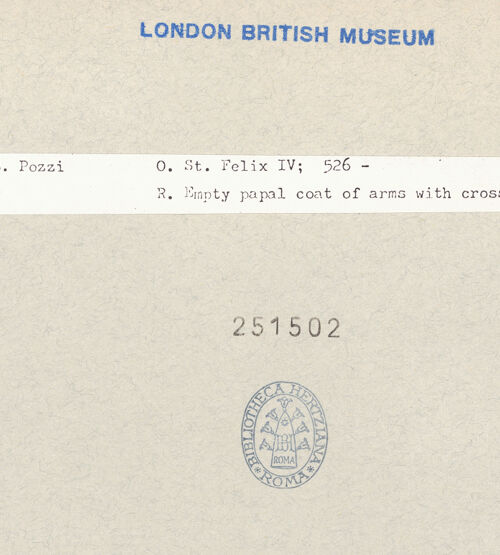 LONDON BRITISH MUSEUM
. Pozzi O. St. Felix IV; 526 -
R. Empty papal coat of arms with cross
251502
BIBLIOTHECA HERTZIANA
ROMA
* ROMA *